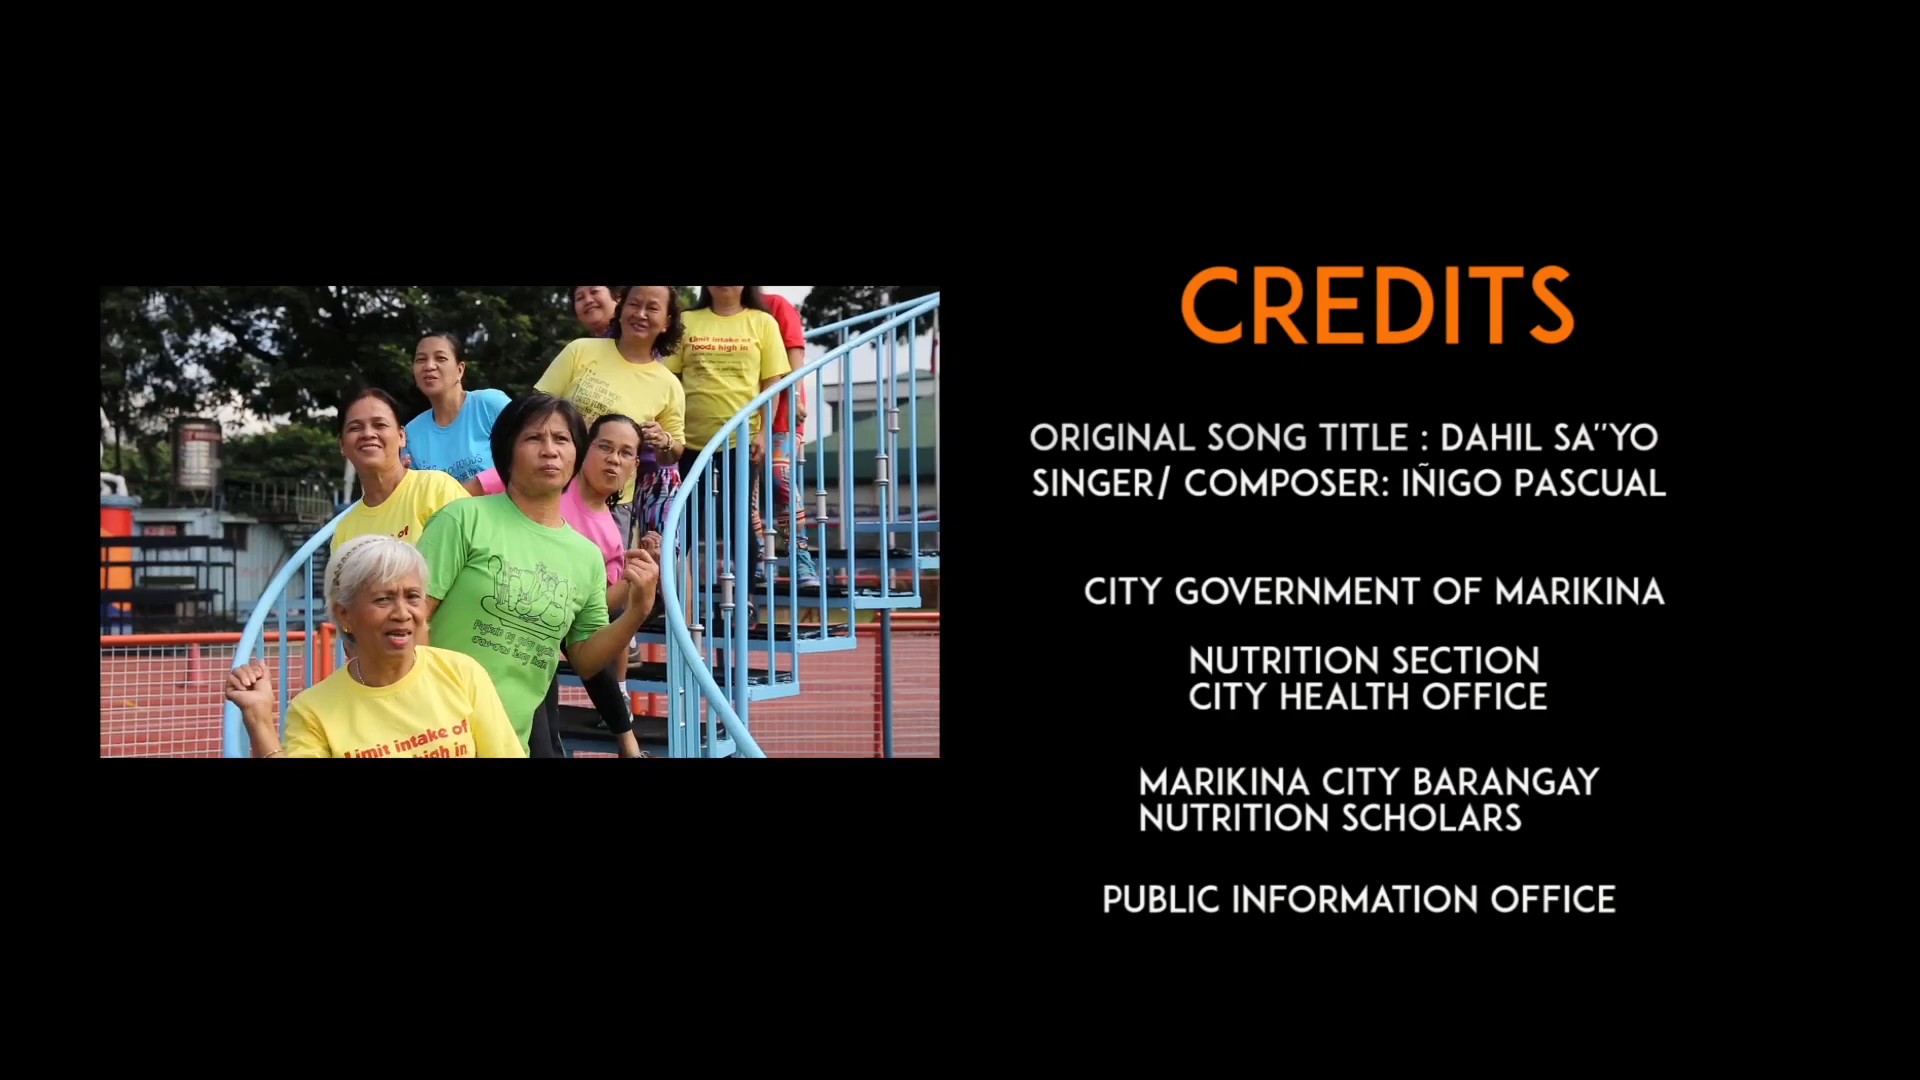 CREDITS
ORIGINAL SONG TITLE : DAHIL SA''YO
SINGER/ COMPOSER: IÑIGO PASCUAL
CITY GOVERNMENT OF MARIKINA
NUTRITION SECTION
CITY HEALTH OFFICE
MARIKINA CITY BARANGAY
NUTRITION SCHOLARS
PUBLIC INFORMATION OFFICE
Limit intake of
foods high in
Limit intake of
high in